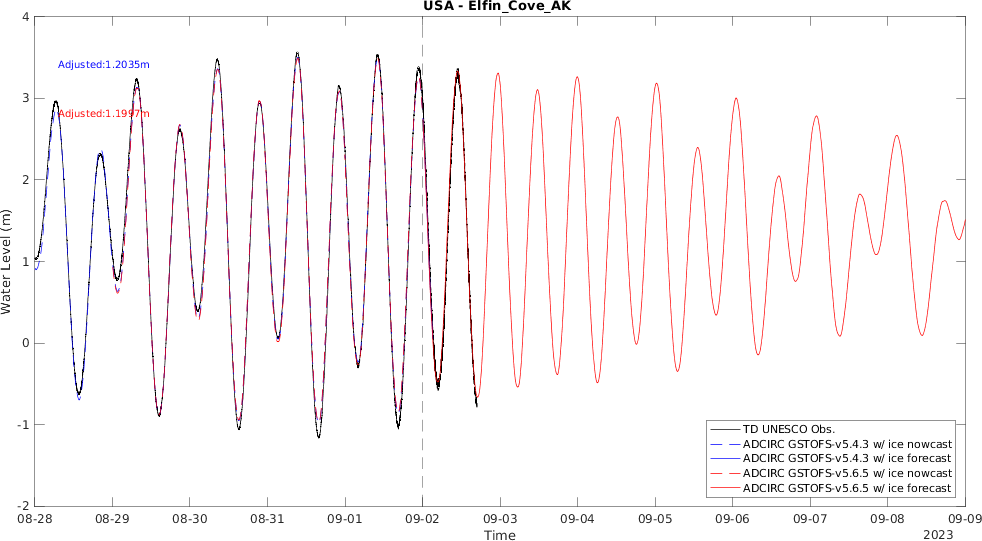 USA - Elfin_Cove_AK
4
3
2
1
0
-1
-2
Water Level (m)
Adjusted:1.2035m
Adjusted:1.1997m
TD UNESCO Obs.
ADCIRC GSTOFS-v5.4.3 w/ ice nowcast
ADCIRC GSTOFS-v5.4.3 w/ ice forecast
ADCIRC GSTOFS-v5.6.5 w/ ice nowcast
ADCIRC GSTOFS-v5.6.5 w/ ice forecast
08-28 08-29 08-30 08-31 09-01 09-02 09-03 09-04 09-05 09-06 09-07 09-08 09-09
Time
2023